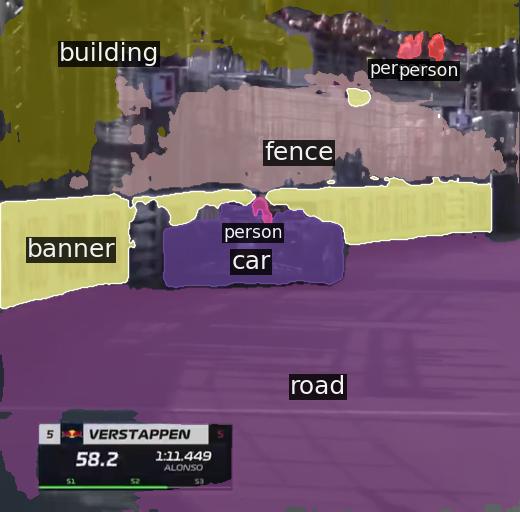 building
person
person
fence
banner
person
car
road
5 VERSTAPPEN 5
58.2 1:11.449
ALONSO
S1 S2 S3